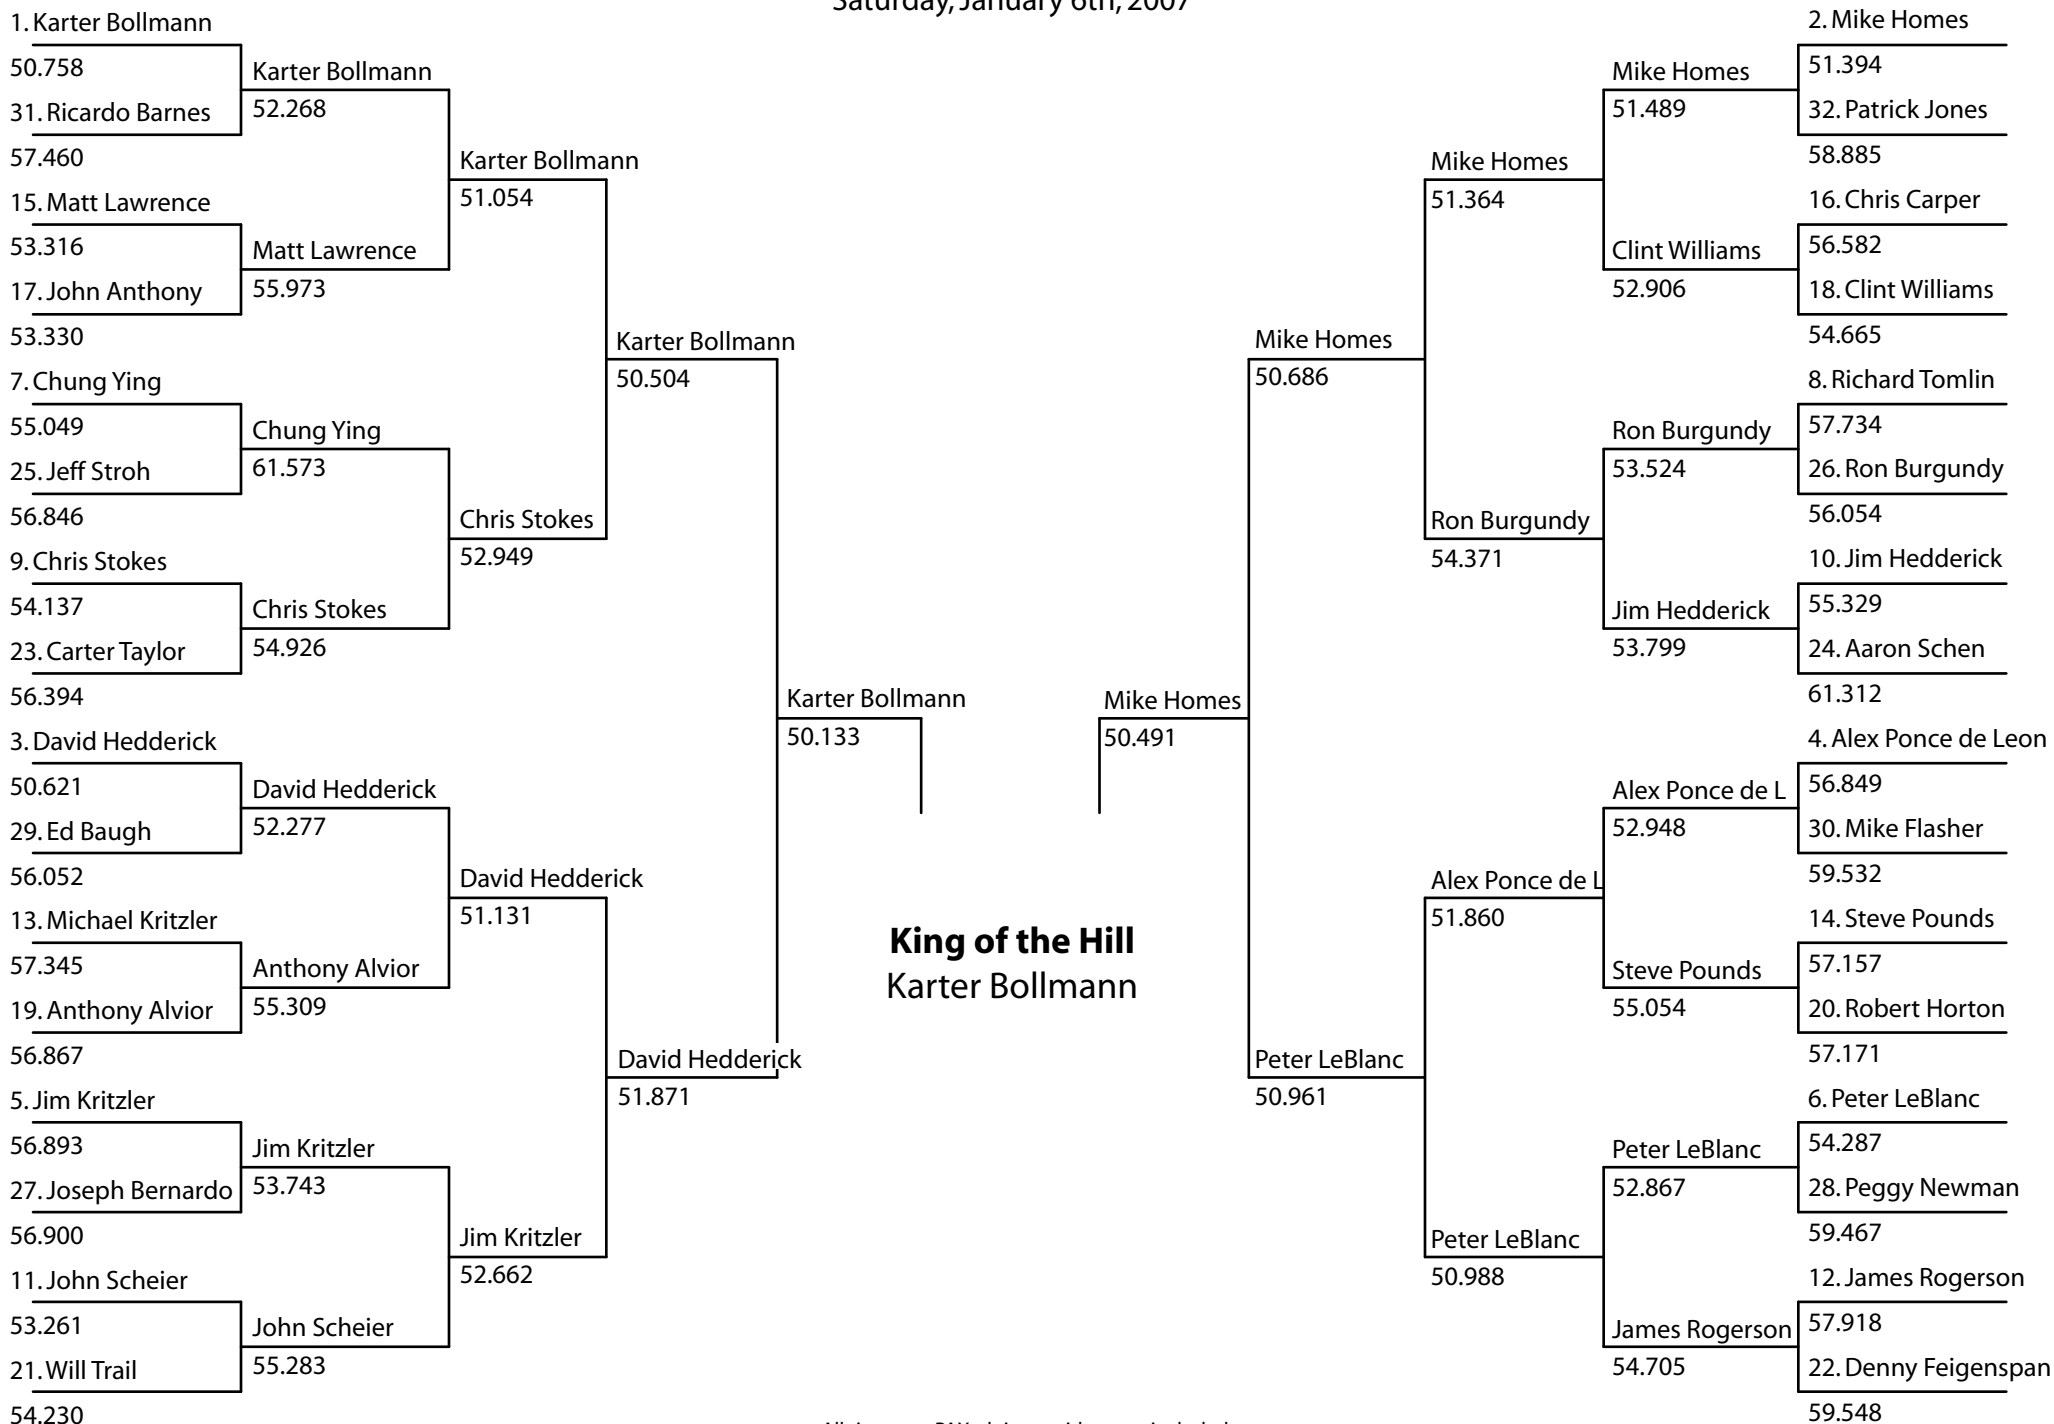 Saturday, January 6th, 2007
1. Karter Bollmann
50.758
31. Ricardo Barnes
57.460
15. Matt Lawrence
53.316
17. John Anthony
53.330
7. Chung Ying
55.049
25. Jeff Stroh
56.846
9. Chris Stokes
54.137
23. Carter Taylor
56.394
3. David Hedderick
50.621
29. Ed Baugh
56.052
13. Michael Kritzler
57.345
19. Anthony Alvior
56.867
5. Jim Kritzler
56.893
27. Joseph Bernardo
56.900
11. John Scheier
53.261
21. Will Trail
54.230
Karter Bollmann
52.268
Matt Lawrence
55.973
Chung Ying
61.573
Chris Stokes
54.926
David Hedderick
52.277
Anthony Alvior
55.309
Jim Kritzler
53.743
John Scheier
55.283
Karter Bollmann
51.054
Chris Stokes
52.949
David Hedderick
51.131
Jim Kritzler
52.662
Karter Bollmann
50.504
David Hedderick
51.871
Karter Bollmann
50.133
King of the Hill
Karter Bollmann
Mike Homes
50.491
Mike Homes
50.686
Peter LeBlanc
50.961
Mike Homes
51.364
Ron Burgundy
54.371
Alex Ponce de L
51.860
Peter LeBlanc
50.988
Mike Homes
51.489
Clint Williams
52.906
Ron Burgundy
53.524
Jim Hedderick
53.799
Alex Ponce de L
52.948
Steve Pounds
55.054
Peter LeBlanc
52.867
James Rogerson
54.705
2. Mike Homes
51.394
32. Patrick Jones
58.885
16. Chris Carper
56.582
18. Clint Williams
54.665
8. Richard Tomlin
57.734
26. Ron Burgundy
56.054
10. Jim Hedderick
55.329
24. Aaron Schen
61.312
4. Alex Ponce de Leon
56.849
30. Mike Flasher
59.532
14. Steve Pounds
57.157
20. Robert Horton
57.171
6. Peter LeBlanc
54.287
28. Peggy Newman
59.467
12. James Rogerson
57.918
22. Denny Feigenspan
59.548